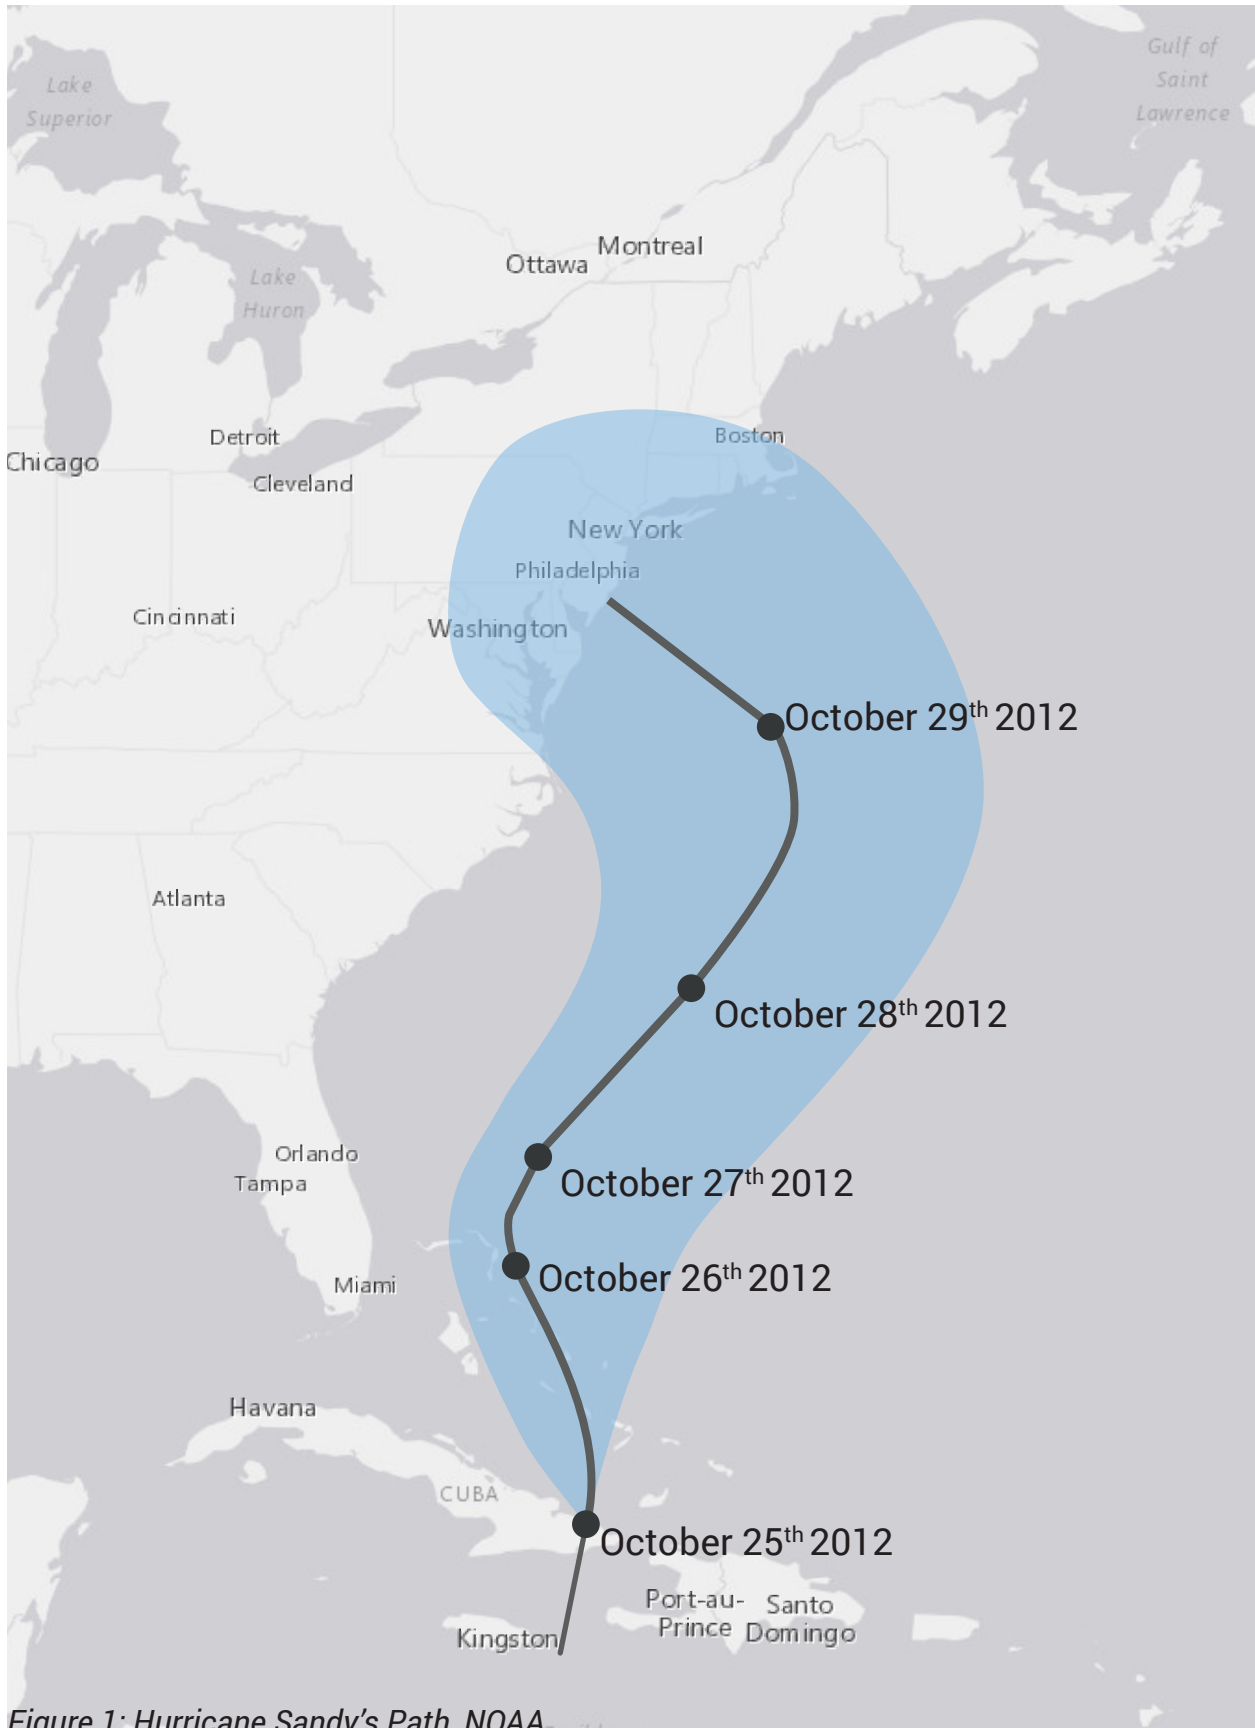 Gulf of
Saint
Lawrence
Lake
Superior
Montreal
Ottawa
Lake
Huron
Boston
Detroit
Chicago
Cleveland
New York
Philadelphia
Cincinnati
Washington
October 29th 2012
Atlanta
October 28th 2012
Orlando
Tampa
October 27th 2012
Miami
October 26th 2012
Havana
CUBA
October 25th 2012
Port-au-
Prince
Santo
Domingo
Kingston
Figure 1: Hurricane Sandy's Path, NOAA